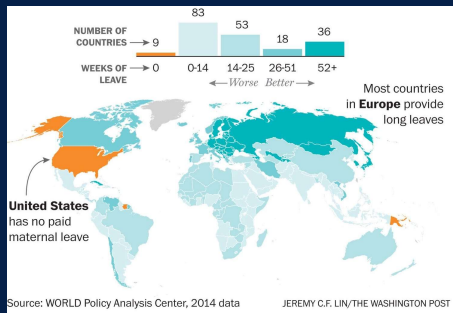 NUMBER OF
COUNTRIES → 9
83
53
18
36
WEEKS OF
LEAVE → 0
0-14
14-25
26-51
52+
← Worse Better →
Most countries
in Europe provide
long leaves
United States
has no paid
maternal leave
Source: WORLD Policy Analysis Center, 2014 data
JEREMY C.F. LIN/THE WASHINGTON POST